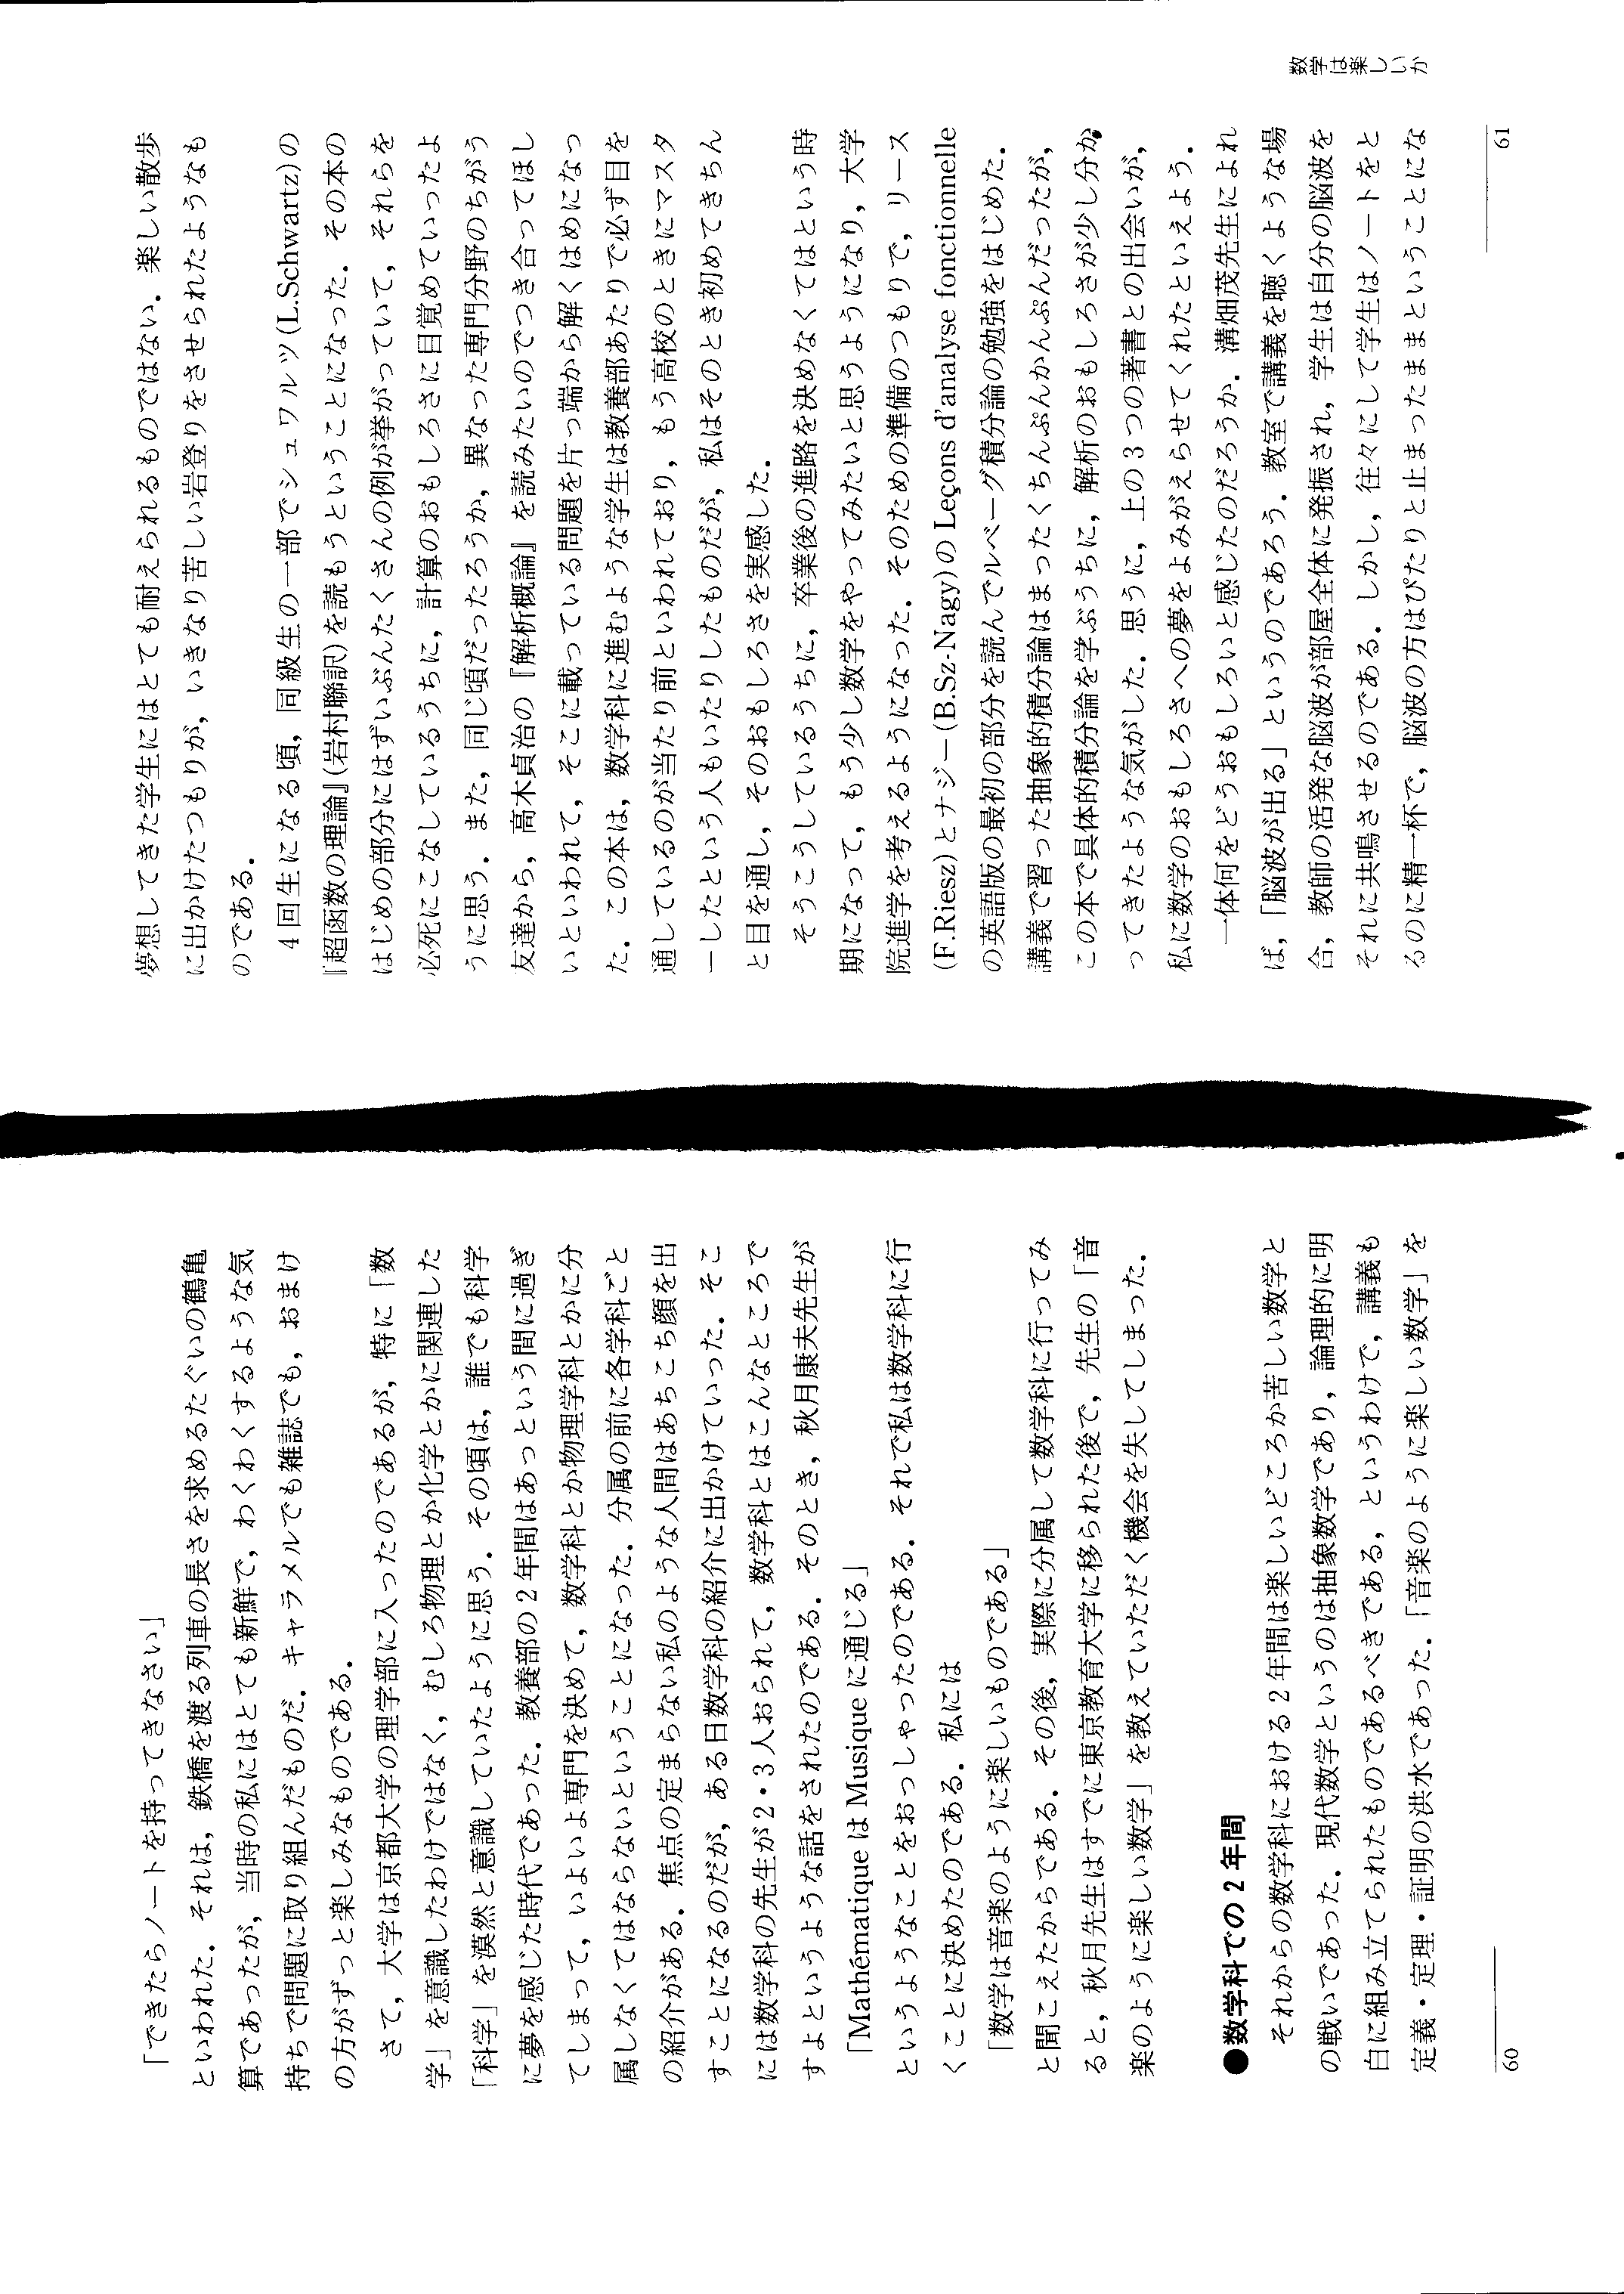 「できたらノートを持ってきなさい」
といわれた．それは，鉄橋を渡る列車の長さを求めるたぐいの鶴亀
算であったが，当時の私にはとても新鮮で，わくわくするような気
持ちで問題に取り組んだものだ．キャラメルでも雑誌でも，おまけ
の方がずっと楽しみなものである．
さて，大学は京都大学の理学部に入ったのであるが，特に「数
学」を意識したわけではなく，むしろ物理とか化学とかに関連した
「科学」を漠然と意識していたように思う．その頃は，誰でも科学
に夢を感じた時代であった．教養部の2年間はあっという間に過ぎ
てしまって，いよいよ専門を決めて，数学科とか物理学科とかに分
属しなくてはならないということになった．分属の前に各学科ごと
の紹介がある．焦点の定まらない私のような人間はあちこち顔を出
すことになるのだが，ある日数学科の紹介に出かけていった．そこ
には数学科の先生が2・3人おられて，数学科とはこんなところで
すよというような話をされたのである．そのとき，秋月康夫先生が
「Mathématique は Musique に通じる」
というようなことをおっしゃったのである．それで私は数学科に行
くことに決めたのである．私には
「数学は音楽のように楽しいものである」
と聞こえたからである．その後，実際に分属して数学科に行ってみ
ると，秋月先生はすでに東京教育大学に移られた後で，先生の「音
楽のように楽しい数学」を教えていただく機会を失してしまった．
●数学科での2年間
それからの数学科における2年間は楽しいどころか苦しい数学と
の戦いであった．現代数学というのは抽象数学であり，論理的に明
白に組み立てられたものであるべきである，というわけで，講義も
定義・定理・証明の洪水であった．「音楽のように楽しい数学」を
60
数学は楽しいか
夢想してきた学生にはとても耐えられるものではない．楽しい散歩
に出かけたつもりが，いきなり苦しい岩登りをさせられたようなも
のである．
4回生になる頃，同級生の一部でシュワルツ(L.Schwartz)の
『超函数の理論』(岩村聯訳)を読もうということになった．その本の
はじめの部分にはずいぶんたくさんの例が挙がっていて，それらを
必死にこなしているうちに，計算のおもしろさに目覚めていったよ
うに思う．また，同じ頃だったろうか，異なった専門分野のちがう
友達から，高木貞治の『解析概論』を読みたいのでつき合ってほし
いといわれて，そこに載っている問題を片っ端から解くはめになっ
た．この本は，数学科に進むような学生は教養部あたりで必ず目を
通しているのが当たり前といわれており，もう高校のときにマスタ
ーしたという人もいたりしたものだが，私はそのとき初めてきちん
と目を通し，そのおもしろさを実感した．
そうこうしているうちに，卒業後の進路を決めなくてはという時
期になって，もう少し数学をやってみたいと思うようになり，大学
院進学を考えるようになった．そのための準備のつもりで，リース
(F.Riesz)とナジー(B.Sz-Nagy)の Leçons d'analyse fonctionnelle
の英語版の最初の部分を読んでルベーグ積分論の勉強をはじめた．
講義で習った抽象的積分論はまったくちんぷんかんぷんだったが，
この本で具体的積分論を学ぶうちに，解析のおもしろさが少し分か
ってきたような気がした．思うに，上の3つの著書との出会いが，
私に数学のおもしろさへの夢をよみがえらせてくれたといえよう．
一体何をどうおもしろいと感じたのだろうか．溝畑茂先生によれ
ば，「脳波が出る」というのであろう．教室で講義を聴くような場
合，教師の活発な脳波が部屋全体に発振され，学生は自分の脳波を
それに共鳴させるのである．しかし，往々にして学生はノートをと
るのに精一杯で，脳波の方はぴたりと止まったままということにな
61